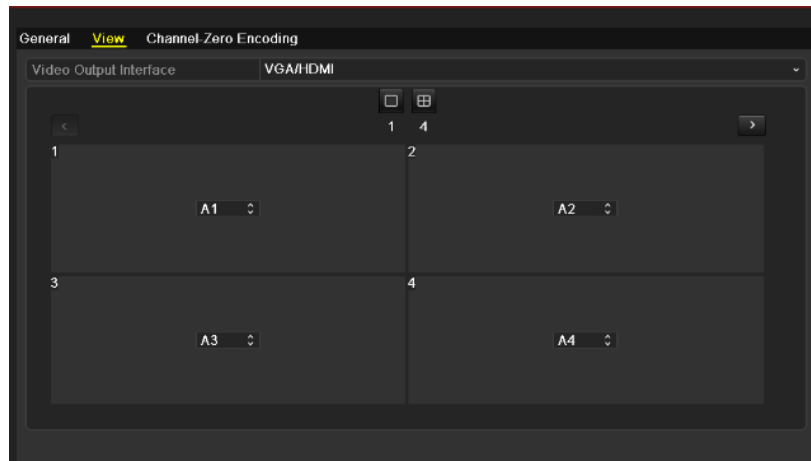 General View Channel-Zero Encoding
Video Output Interface VGA/HDMI
1 4
1 2
A1 A2
3 4
A3 A4